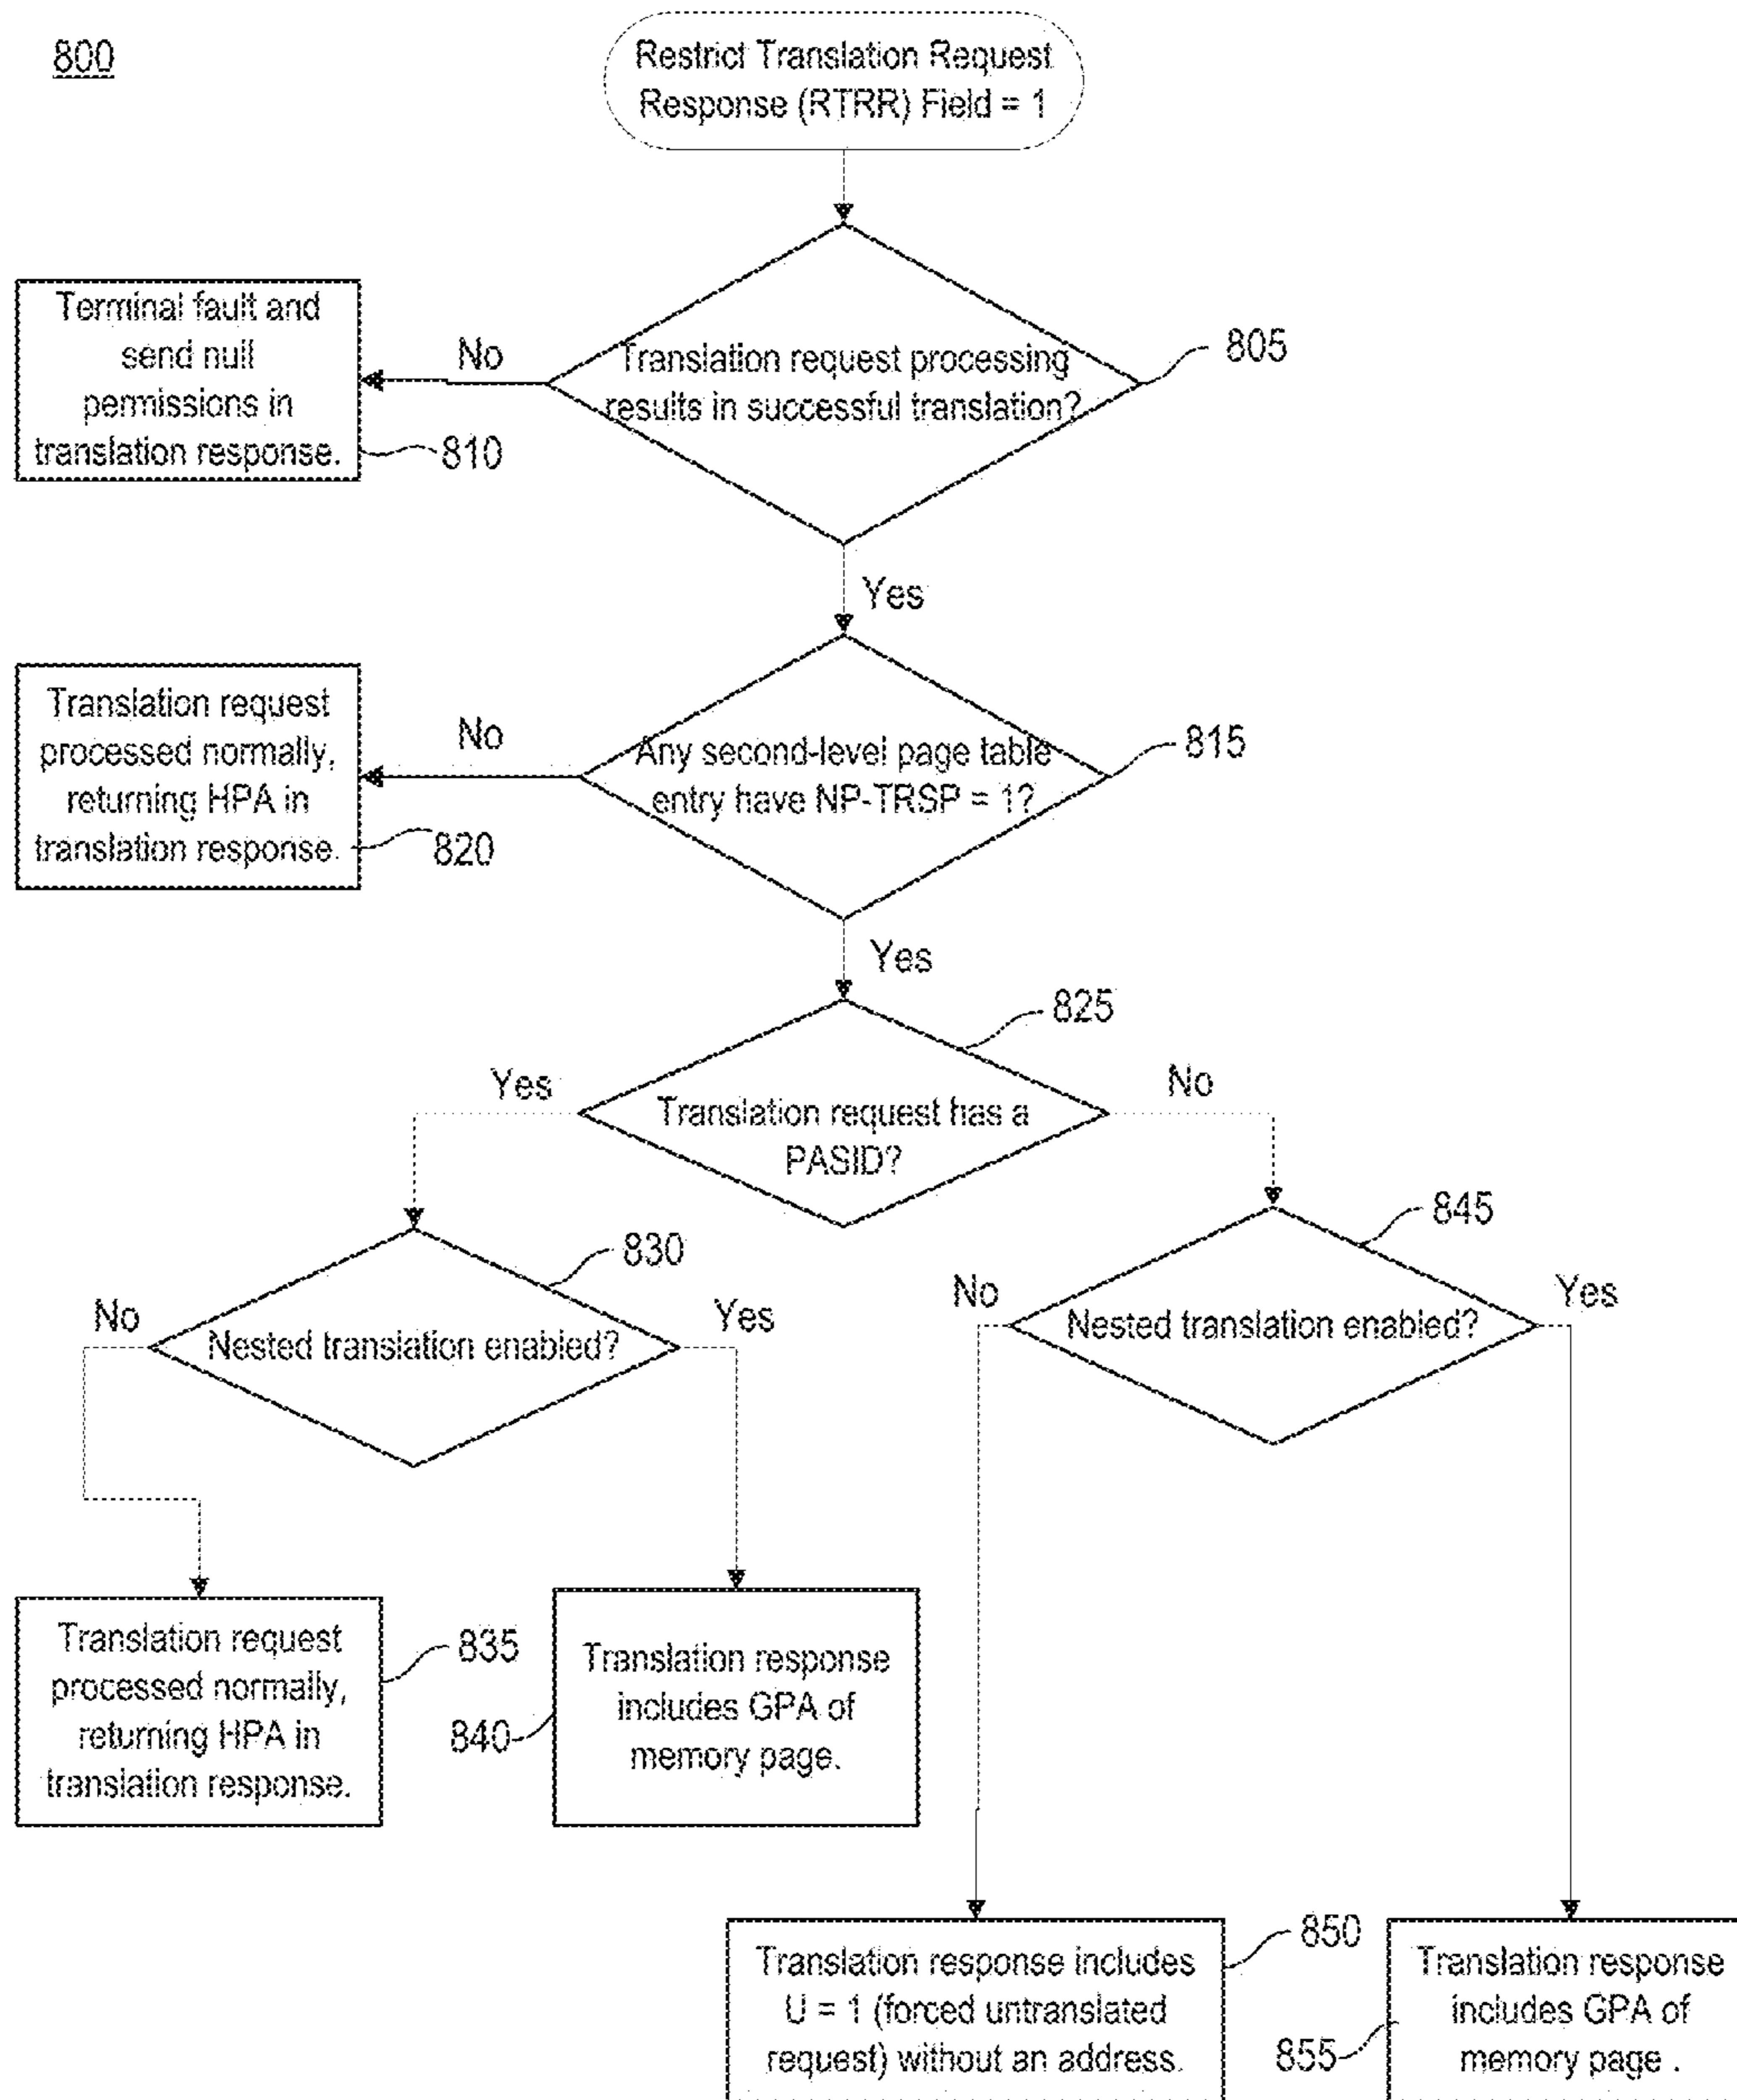 800
Restrict Translation Request
Response (RTRR) Field = 1
Terminal fault and
send null
permissions in
translation response.
810
No
Translation request processing
results in successful translation?
805
Yes
Translation request
processed normally,
returning HPA in
translation response.
820
No
Any second-level page table
entry have NP-TRSP = 1?
815
Yes
825
Yes
Translation request has a
PASID?
No
830
No
Nested translation enabled?
Yes
845
No
Nested translation enabled?
Yes
Translation request
processed normally,
returning HPA in
translation response.
835
Translation response
includes GPA of
memory page.
840
Translation response includes
U = 1 (forced untranslated
request) without an address.
850
Translation response
includes GPA of
memory page .
855